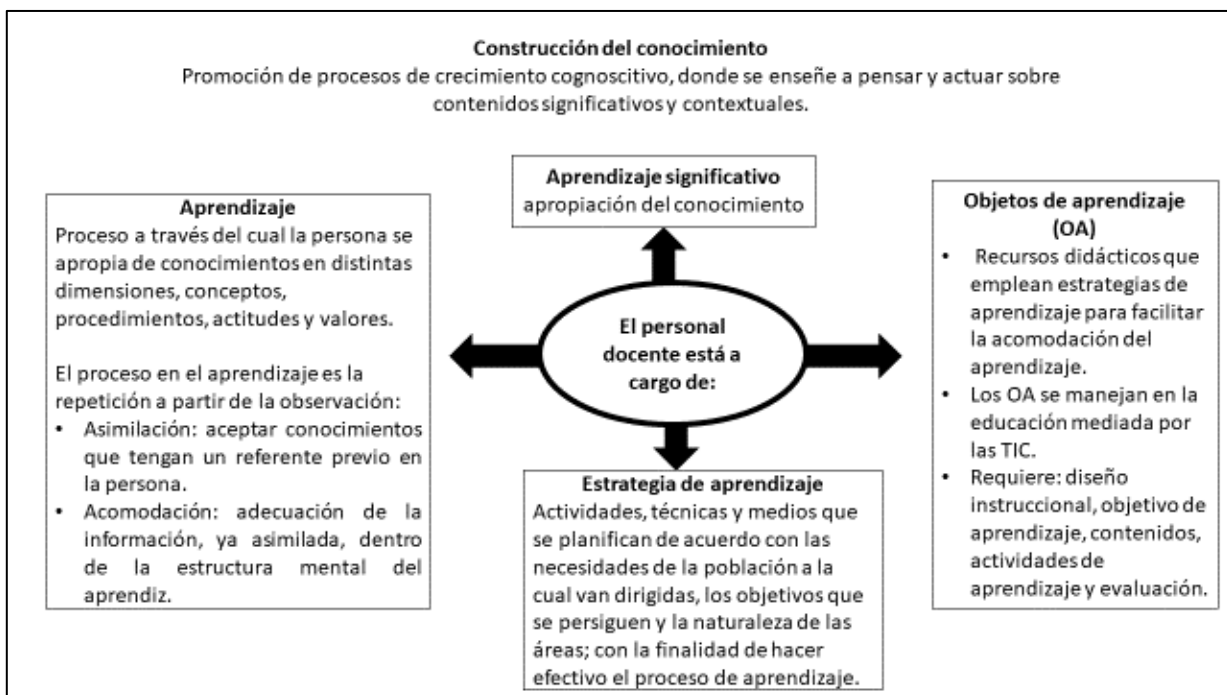 Construcción del conocimiento
Promoción de procesos de crecimiento cognoscitivo, donde se enseñe a pensar y actuar sobre
contenidos significativos y contextuales.
Aprendizaje significativo
apropiación del conocimiento
Aprendizaje
Proceso a través del cual la persona se
apropia de conocimientos en distintas
dimensiones, conceptos,
procedimientos, actitudes y valores.
El proceso en el aprendizaje es la
repetición a partir de la observación:
• Asimilación: aceptar conocimientos
que tengan un referente previo en
la persona.
• Acomodación: adecuación de la
información, ya asimilada, dentro
de la estructura mental del
aprendiz.
El personal
docente está a
cargo de:
Objetos de aprendizaje
(OA)
• Recursos didácticos que
emplean estrategias de
aprendizaje para facilitar
la acomodación del
aprendizaje.
• Los OA se manejan en la
educación mediada por
las TIC.
• Requiere: diseño
instruccional, objetivo de
aprendizaje, contenidos,
actividades de
aprendizaje y evaluación.
Estrategia de aprendizaje
Actividades, técnicas y medios que
se planifican de acuerdo con las
necesidades de la población a la
cual van dirigidas, los objetivos que
se persiguen y la naturaleza de las
áreas; con la finalidad de hacer
efectivo el proceso de aprendizaje.